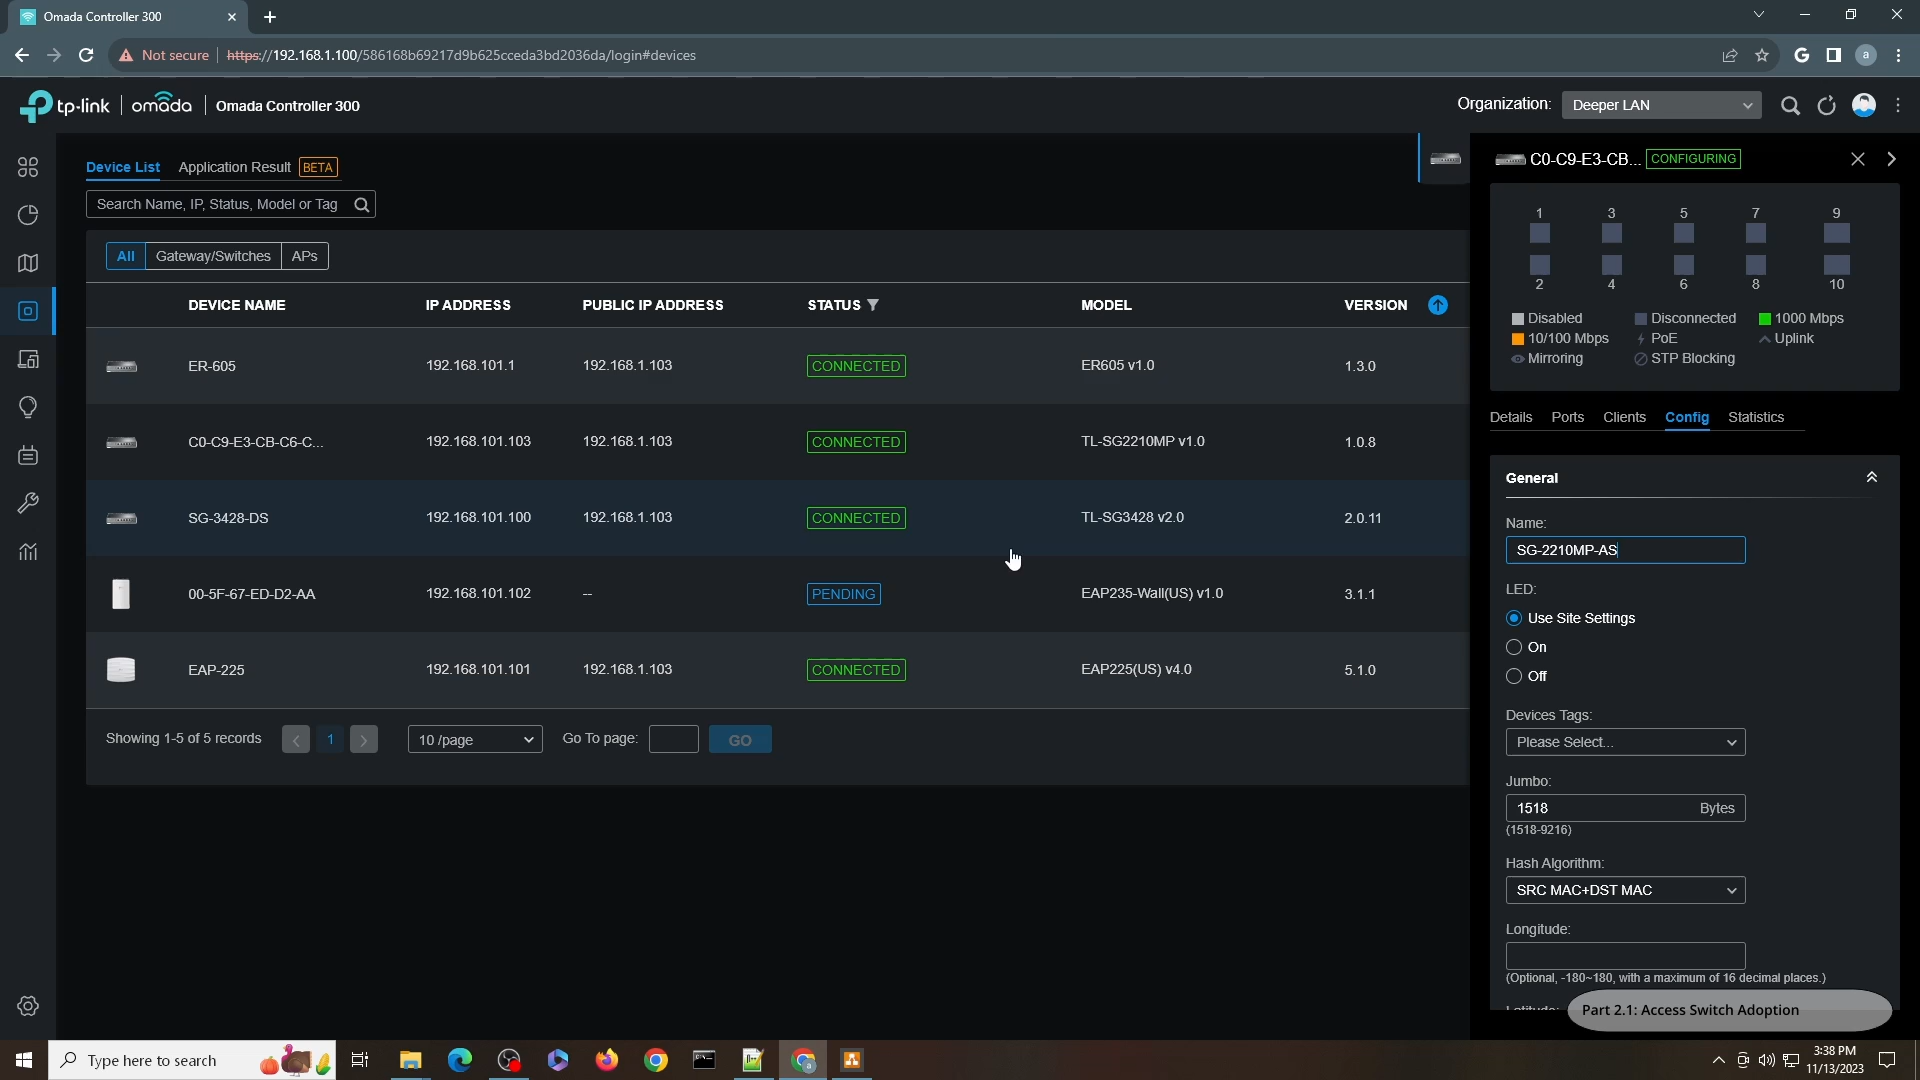 Omada Controller 300
Not secure
https://192.168.1.100/586168b69217d9b625cceda3bd2036da/login#devices
a
tp-link
omada
Omada Controller 300
Organization:
Deeper LAN
Device List
Application Result
BETA
Search Name, IP, Status, Model or Tag
All
Gateway/Switches
APs
DEVICE NAME
IP ADDRESS
PUBLIC IP ADDRESS
STATUS
MODEL
VERSION
ER-605
192.168.101.1
192.168.1.103
CONNECTED
ER605 v1.0
1.3.0
C0-C9-E3-CB-C6-C...
192.168.101.103
192.168.1.103
CONNECTED
TL-SG2210MP v1.0
1.0.8
SG-3428-DS
192.168.101.100
192.168.1.103
CONNECTED
TL-SG3428 v2.0
2.0.11
00-5F-67-ED-D2-AA
192.168.101.102
--
PENDING
EAP235-Wall(US) v1.0
3.1.1
EAP-225
192.168.101.101
192.168.1.103
CONNECTED
EAP225(US) v4.0
5.1.0
Showing 1-5 of 5 records
1
10 /page
Go To page:
GO
C0-C9-E3-CB...
CONFIGURING
1 3 5 7 9
2 4 6 8 10
Disabled
Disconnected
1000 Mbps
10/100 Mbps
PoE
Uplink
Mirroring
STP Blocking
Details
Ports
Clients
Config
Statistics
General
Name:
SG-2210MP-AS
LED:
Use Site Settings
On
Off
Devices Tags:
Please Select...
Jumbo:
1518
Bytes
(1518-9216)
Hash Algorithm:
SRC MAC+DST MAC
Longitude:
(Optional, -180~180, with a maximum of 16 decimal places.)
Latitude:
Part 2.1: Access Switch Adoption
Type here to search
3:38 PM
11/13/2023